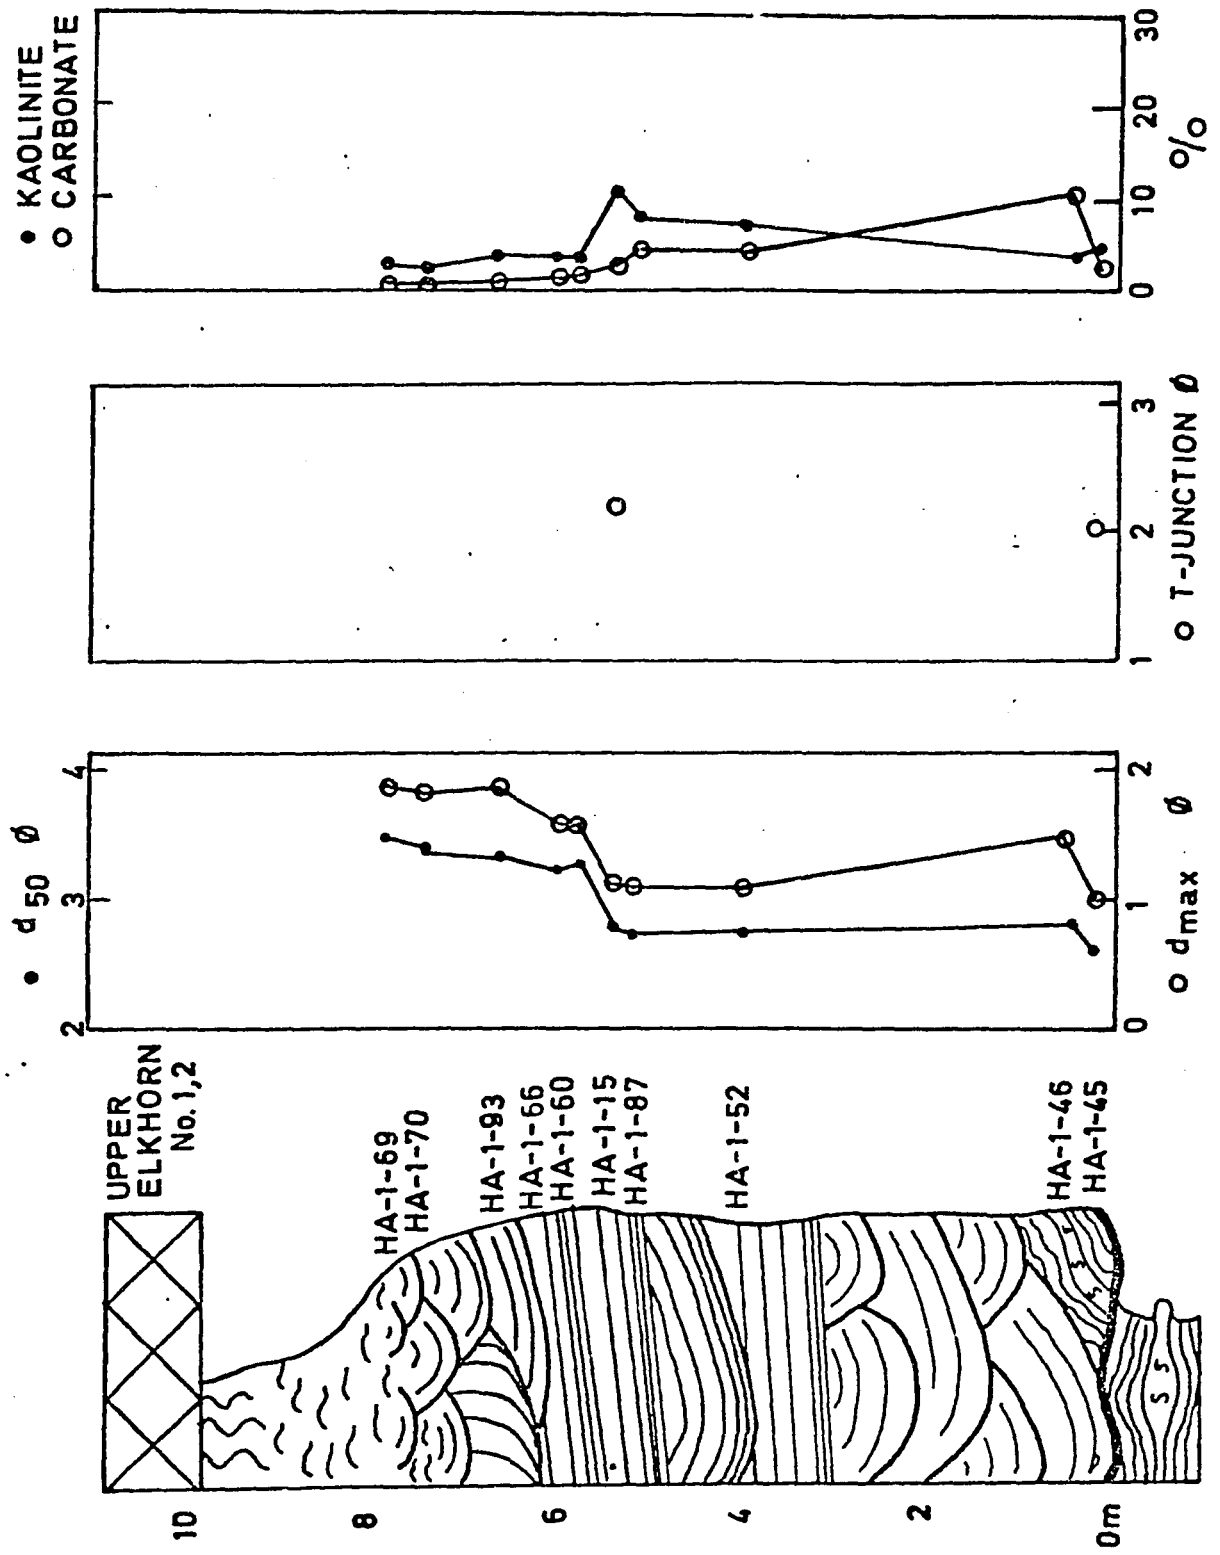 UPPER
ELKHORN
No. 1,2
10
8
6
4
2
0m
HA-1-69
HA-1-70
HA-1-93
HA-1-66
HA-1-60
HA-1-15
HA-1-87
HA-1-52
HA-1-46
HA-1-45
S
S
S S
• d50 Ø
2 3 4
0 1 2
o dmax Ø
1 2 3
o T-JUNCTION Ø
• KAOLINITE
o CARBONATE
0 10 20 30
%